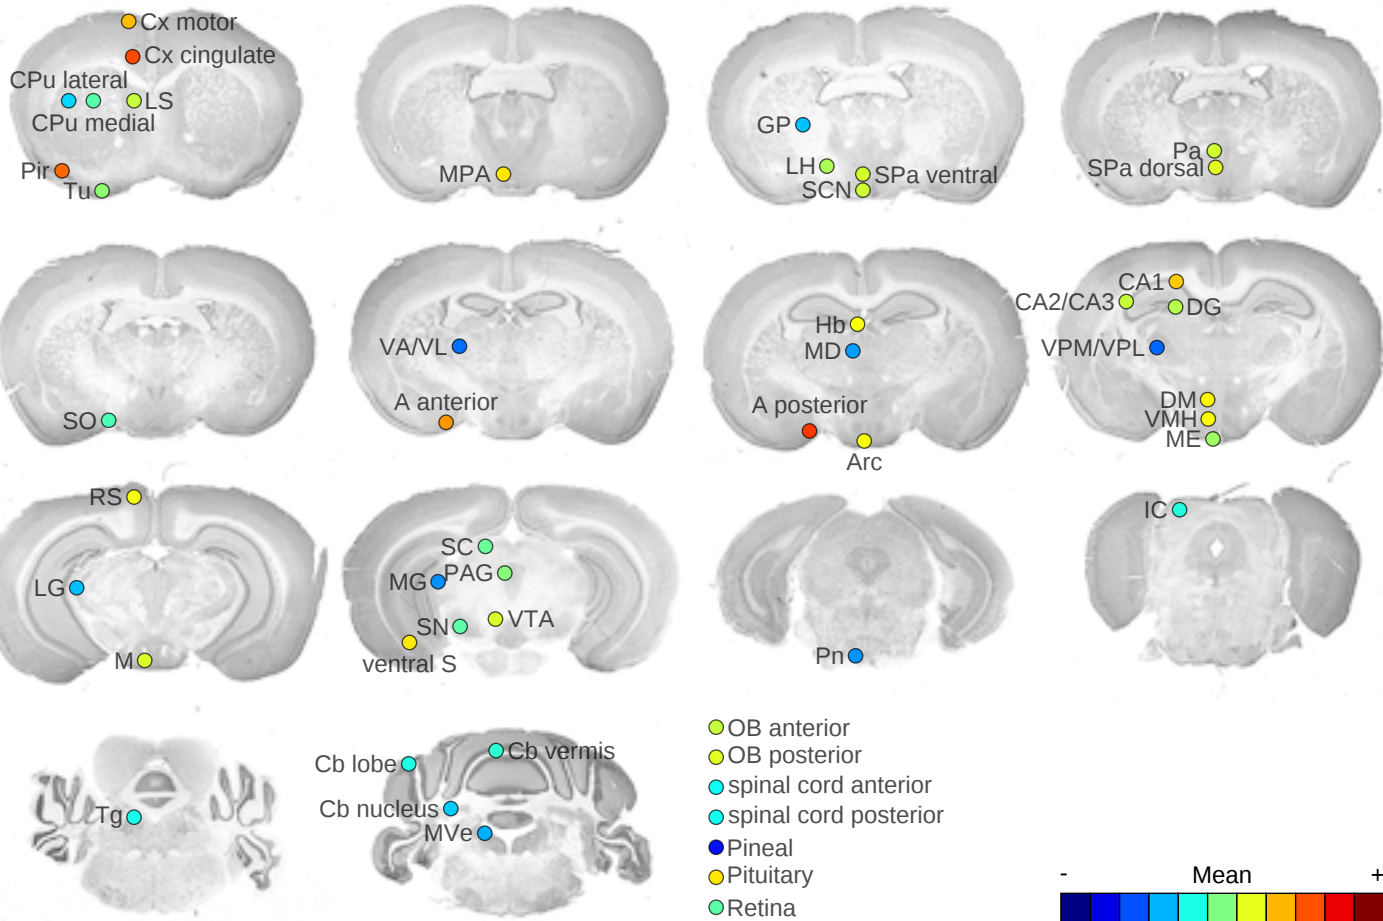 Cx motor
Cx cingulate
CPu lateral
LS
CPu medial
Pir
Tu
MPA
GP
LH
SPa ventral
SCN
Pa
SPa dorsal
SO
VA/VL
A anterior
Hb
MD
A posterior
Arc
CA1
CA2/CA3
DG
VPM/VPL
DM
VMH
ME
RS
LG
M
SC
MG
PAG
SN
VTA
ventral S
Pn
IC
Tg
Cb lobe
Cb vermis
Cb nucleus
MVe
OB anterior
OB posterior
spinal cord anterior
spinal cord posterior
Pineal
Pituitary
Retina
- Mean +